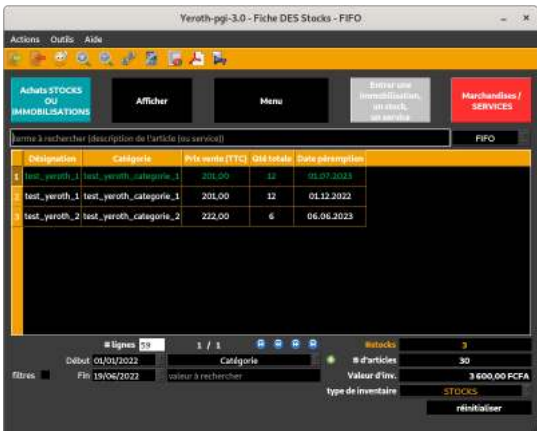 Yeroth-pgi-3.0 - Fiche DES Stocks - FIFO
Actions Outils Aide
Achats STOCKS
OU
IMMOBILISATIONS
Afficher
Menu
Entrer une
immobilisation,
un stock,
un service
Marchandises /
SERVICES
terme à rechercher (description de l'article (ou service))
FIFO
Désignation Catégorie Prix vente (TTC) Qté totale Date péremption
1 test_yeroth_1 test_yeroth_categorie_1 201,00 12 01.07.2023
2 test_yeroth_1 test_yeroth_categorie_1 201,00 12 01.12.2022
3 test_yeroth_2 test_yeroth_categorie_2 222,00 6 06.06.2023
# lignes 59 1 / 1 #stocks 3
Début 01/01/2022 Catégorie # d'articles 30
filtres Fin 19/06/2022 valeur à rechercher Valeur d'inv. 3 600,00 FCFA
type de inventaire STOCKS
réinitialiser